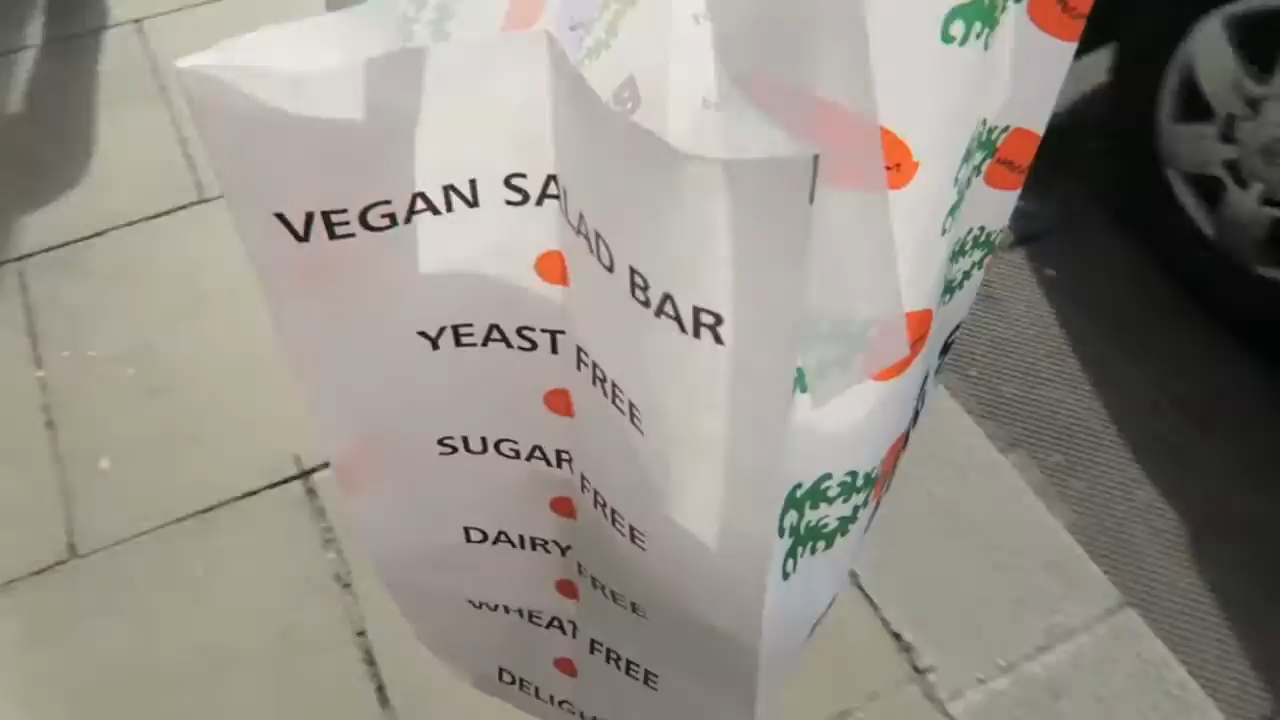 VEGAN SALAD BAR
YEAST FREE
SUGAR FREE
DAIRY FREE
WHEAT FREE